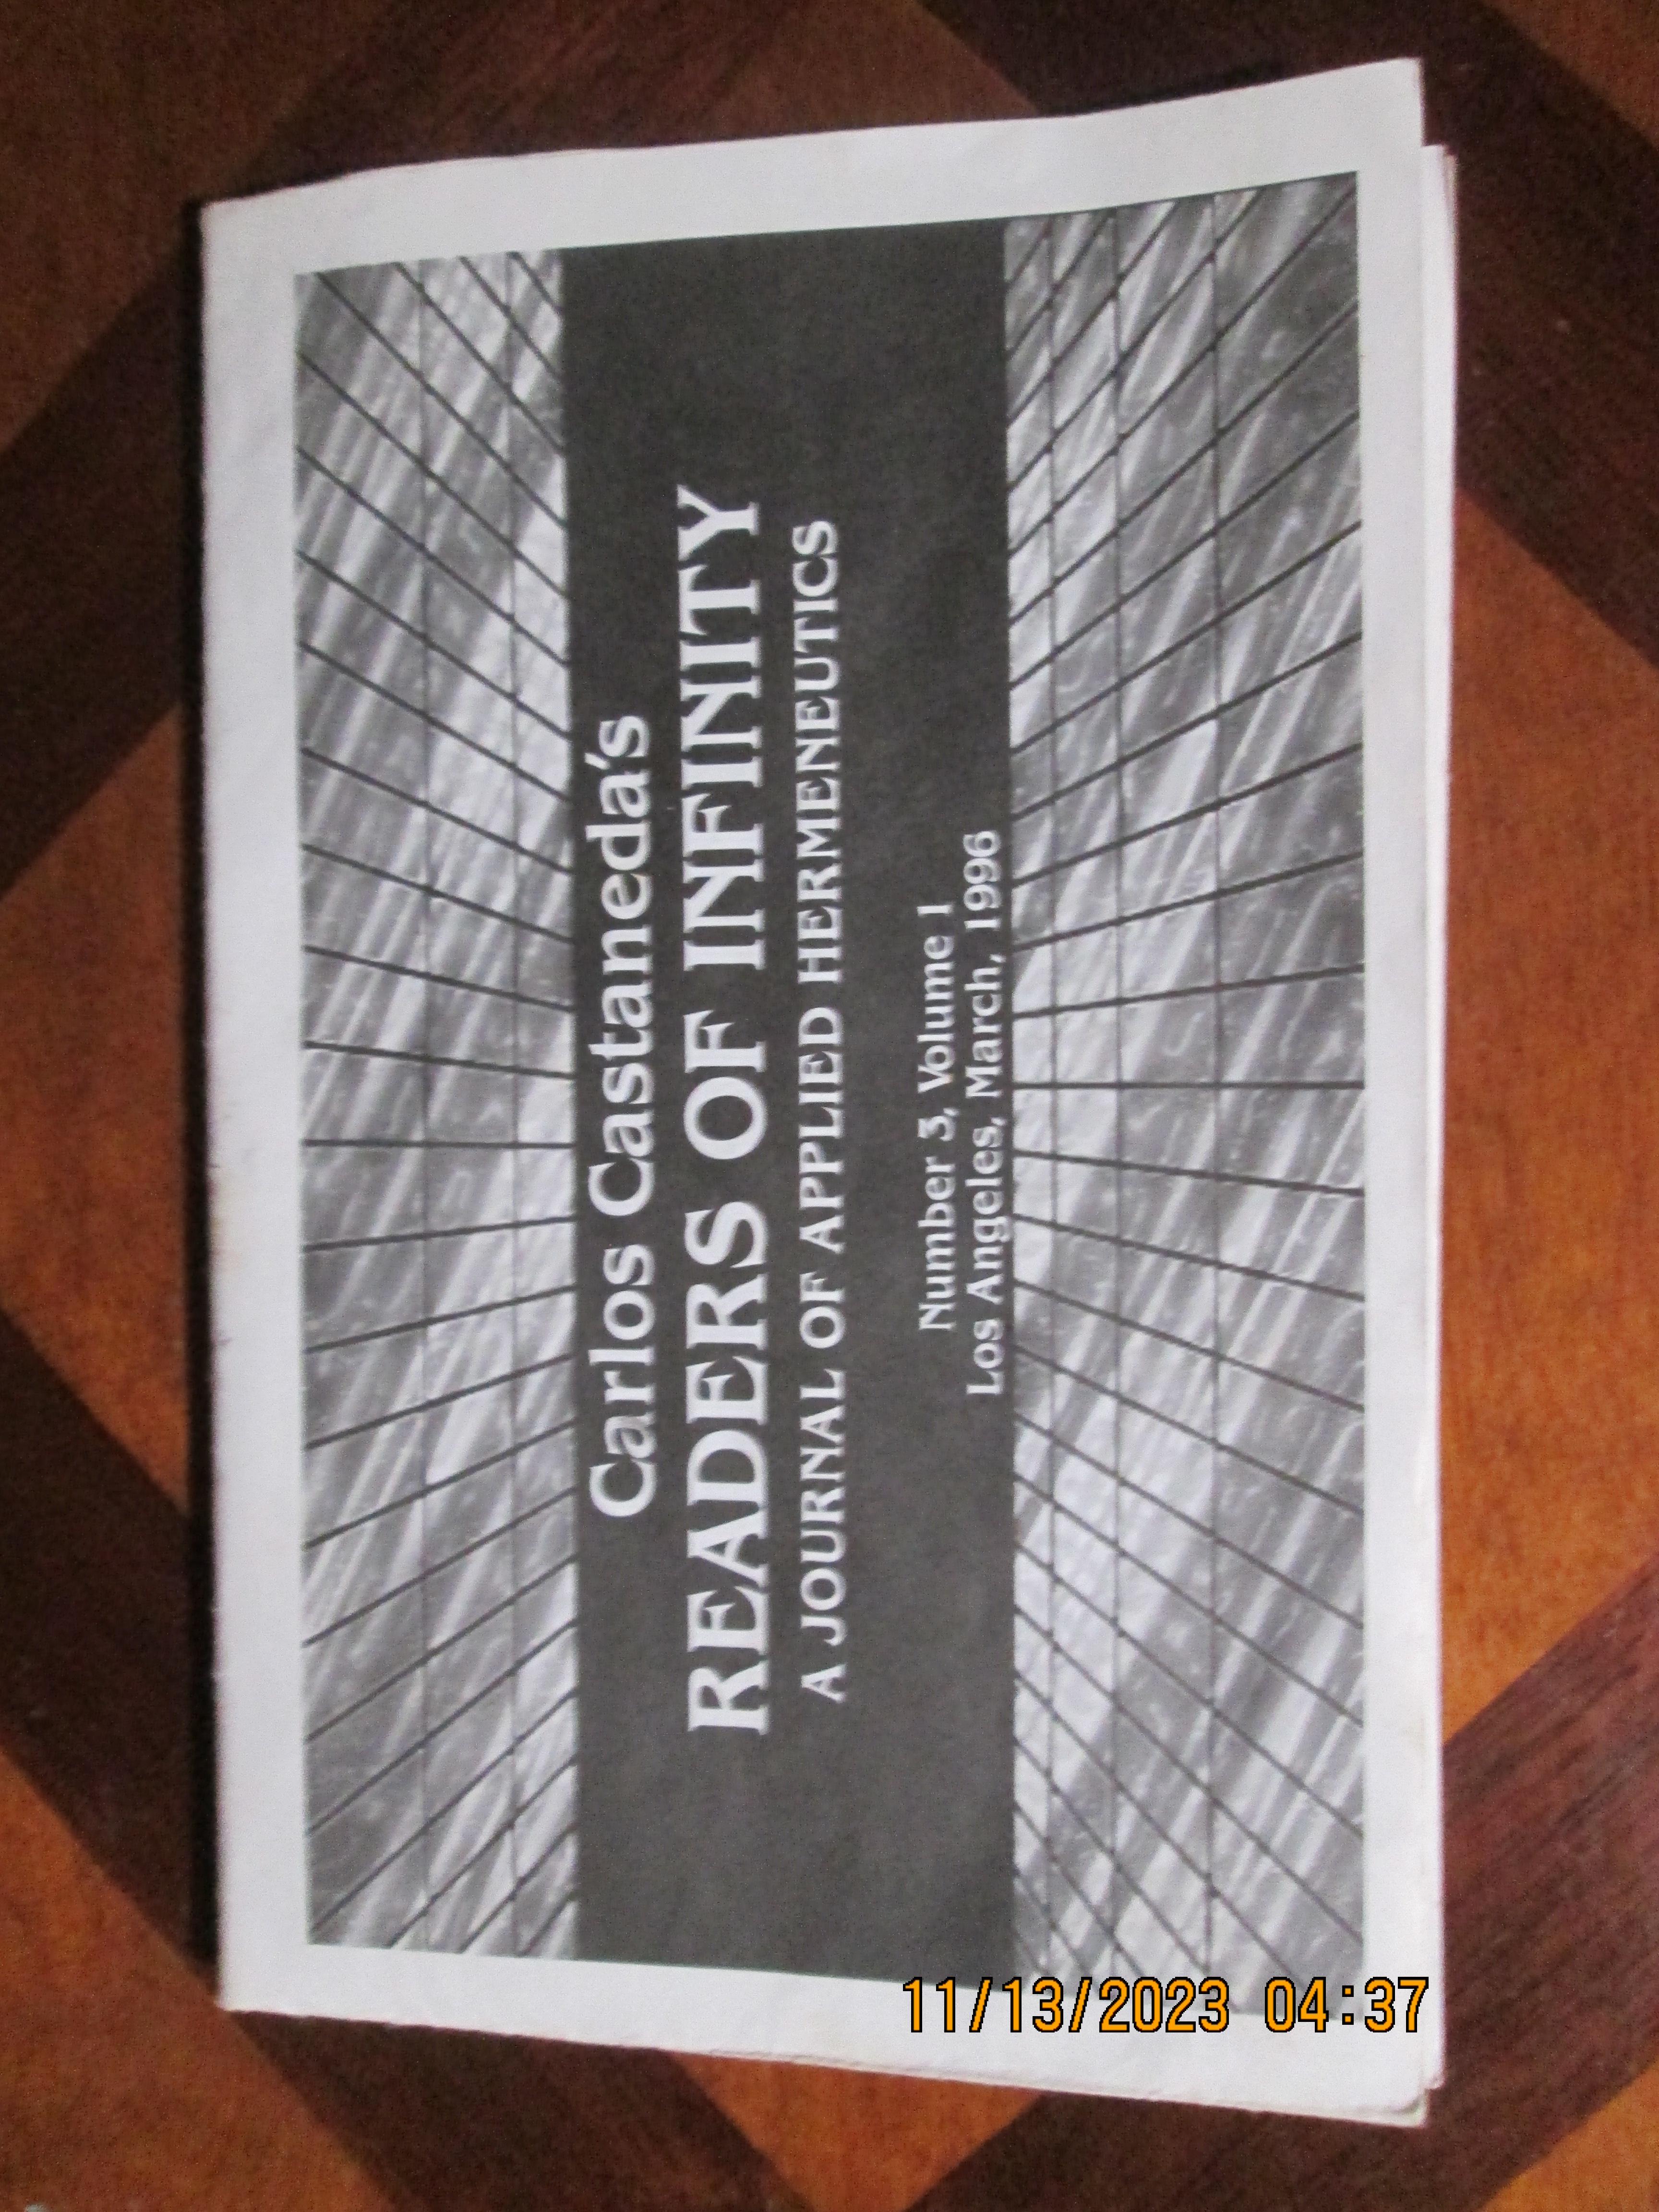 Carlos Castaneda's
READERS OF INFINITY
A JOURNAL OF APPLIED HERMENEUTICS
Number 3, Volume 1
Los Angeles, March, 1996
11/13/2023 04:37